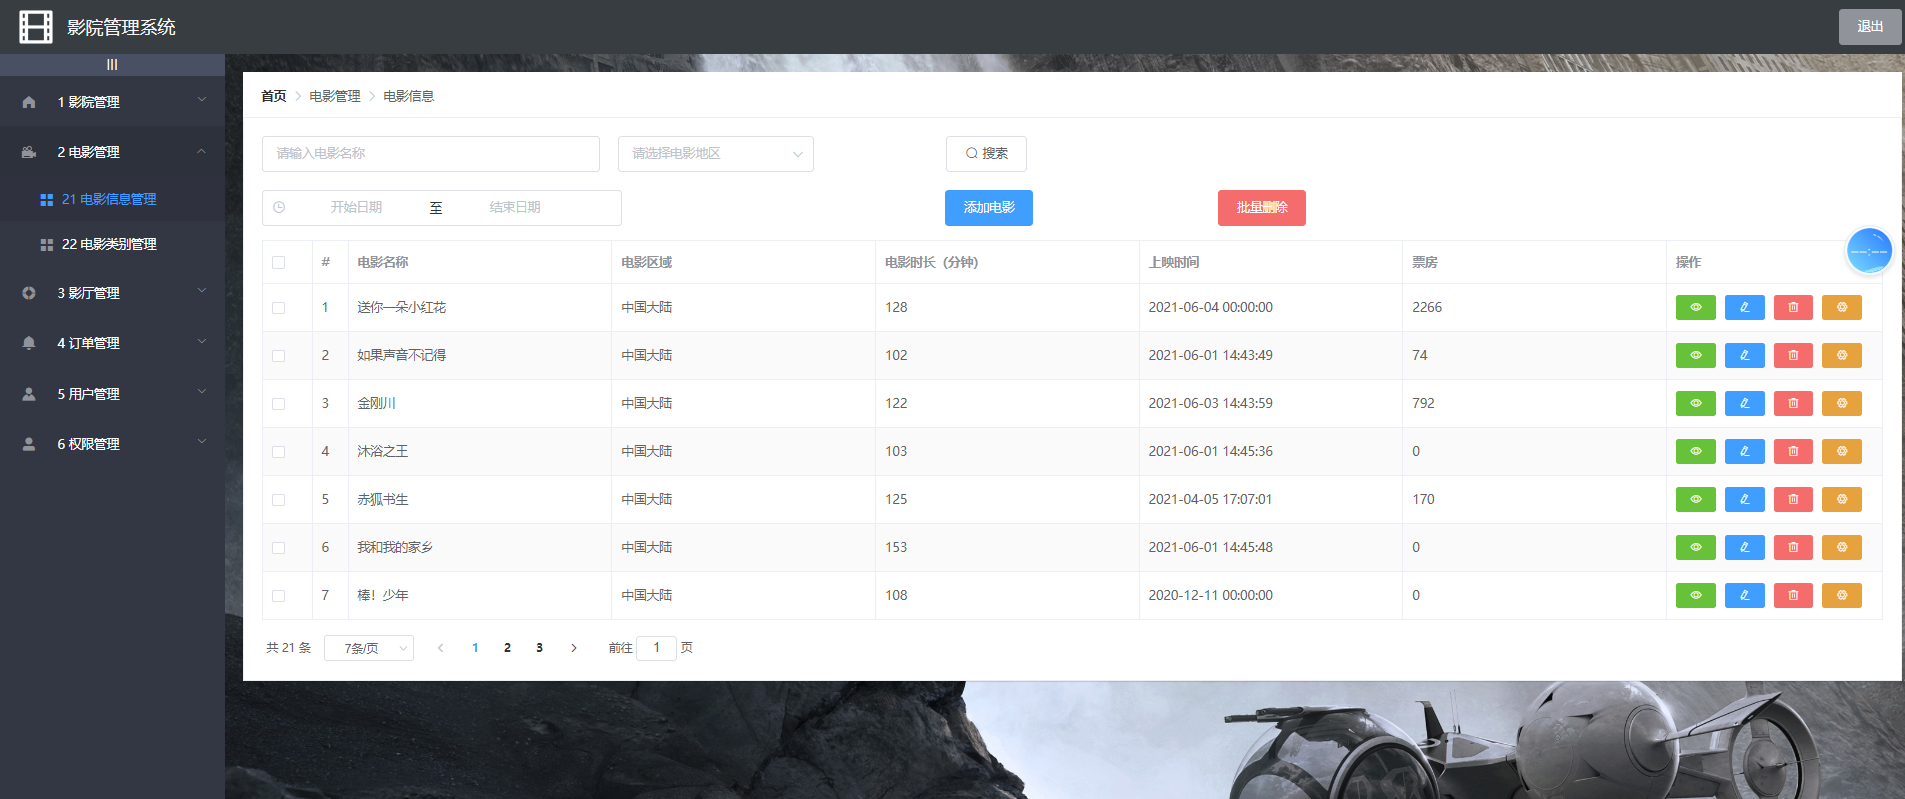 影院管理系统
退出
1 影院管理
2 电影管理
21 电影信息管理
22 电影类别管理
3 影厅管理
4 订单管理
5 用户管理
6 权限管理
首页 电影管理 电影信息
请输入电影名称 请选择电影地区 搜索
开始日期 至 结束日期 添加电影 批量删除
# 电影名称 电影区域 电影时长（分钟） 上映时间 票房 操作
1 送你一朵小红花 中国大陆 128 2021-06-04 00:00:00 2266
2 如果声音不记得 中国大陆 102 2021-06-01 14:43:49 74
3 金刚川 中国大陆 122 2021-06-03 14:43:59 792
4 沐浴之王 中国大陆 103 2021-06-01 14:45:36 0
5 赤狐书生 中国大陆 125 2021-04-05 17:07:01 170
6 我和我的家乡 中国大陆 153 2021-06-01 14:45:48 0
7 棒！少年 中国大陆 108 2020-12-11 00:00:00 0
共 21 条 7条/页 1 2 3 前往 1 页